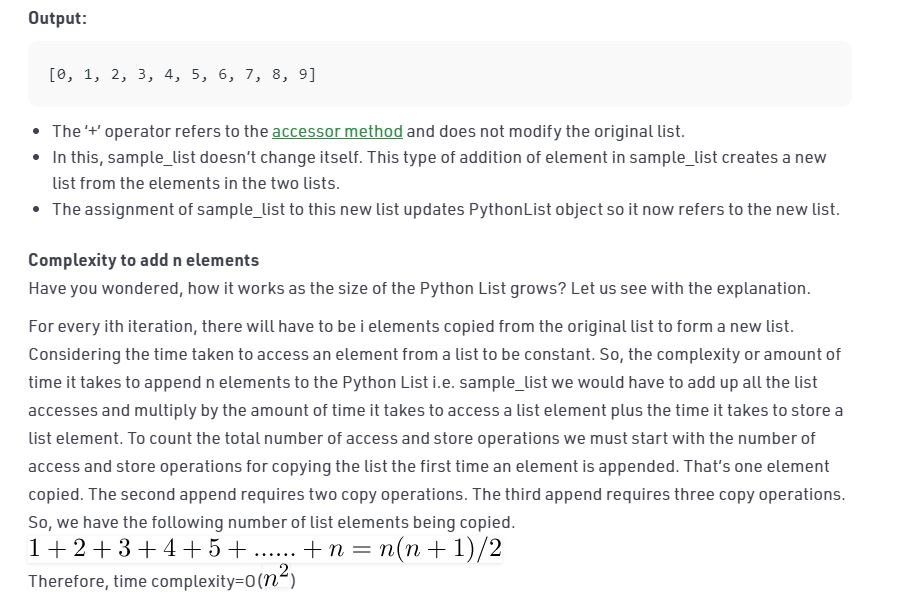 Output:
[0, 1, 2, 3, 4, 5, 6, 7, 8, 9]
• The ‘+’ operator refers to the accessor method and does not modify the original list.
• In this, sample_list doesn’t change itself. This type of addition of element in sample_list creates a new
list from the elements in the two lists.
• The assignment of sample_list to this new list updates PythonList object so it now refers to the new list.
Complexity to add n elements
Have you wondered, how it works as the size of the Python List grows? Let us see with the explanation.
For every ith iteration, there will have to be i elements copied from the original list to form a new list.
Considering the time taken to access an element from a list to be constant. So, the complexity or amount of
time it takes to append n elements to the Python List i.e. sample_list we would have to add up all the list
accesses and multiply by the amount of time it takes to access a list element plus the time it takes to store a
list element. To count the total number of access and store operations we must start with the number of
access and store operations for copying the list the first time an element is appended. That’s one element
copied. The second append requires two copy operations. The third append requires three copy operations.
So, we have the following number of list elements being copied.
1 + 2 + 3 + 4 + 5 + ...... + n = n(n + 1)/2
Therefore, time complexity=O(n²)